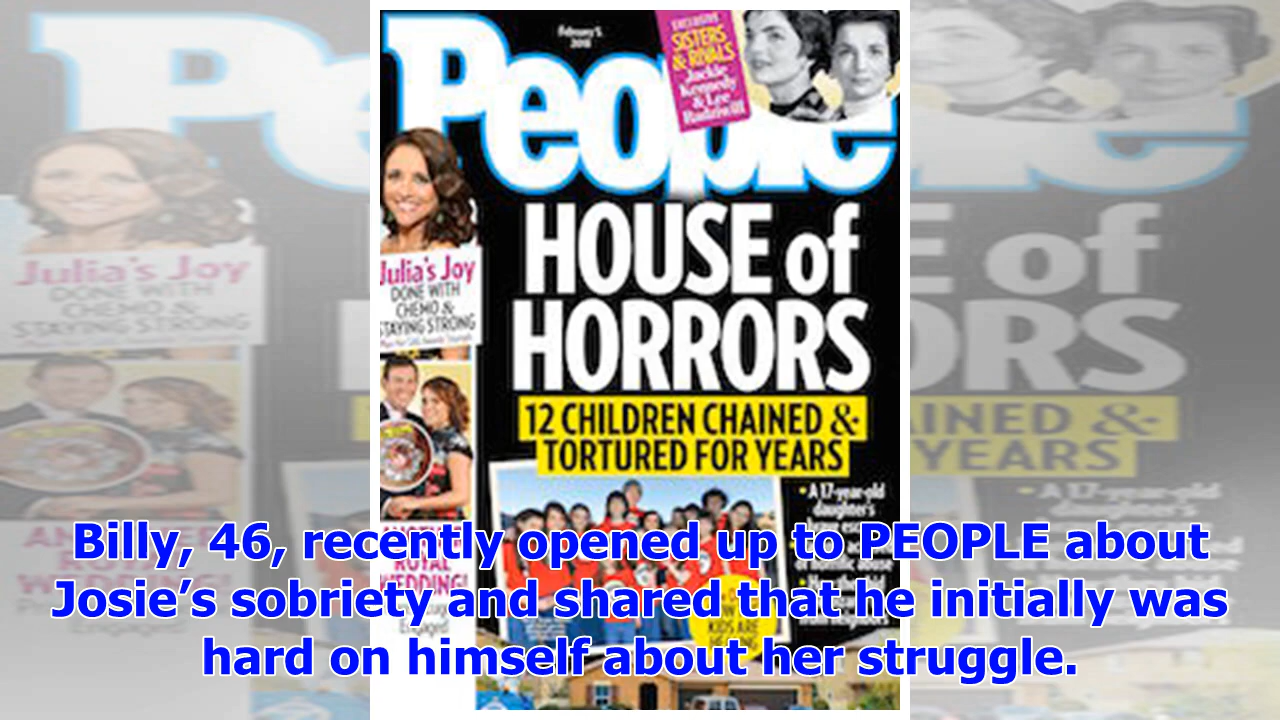 People
February 5,
2018
EXCLUSIVE
SISTERS
& RIVALS
Jackie
Kennedy
& Lee
Radziwill
Julia's Joy
DONE WITH
CHEMO &
STAYING STRONG
HOUSE of
HORRORS
12 CHILDREN CHAINED &
TORTURED FOR YEARS
• A 17-year-old
daughter's
ROYAL
WEDDING!
Billy, 46, recently opened up to PEOPLE about
Josie’s sobriety and shared that he initially was
hard on himself about her struggle.